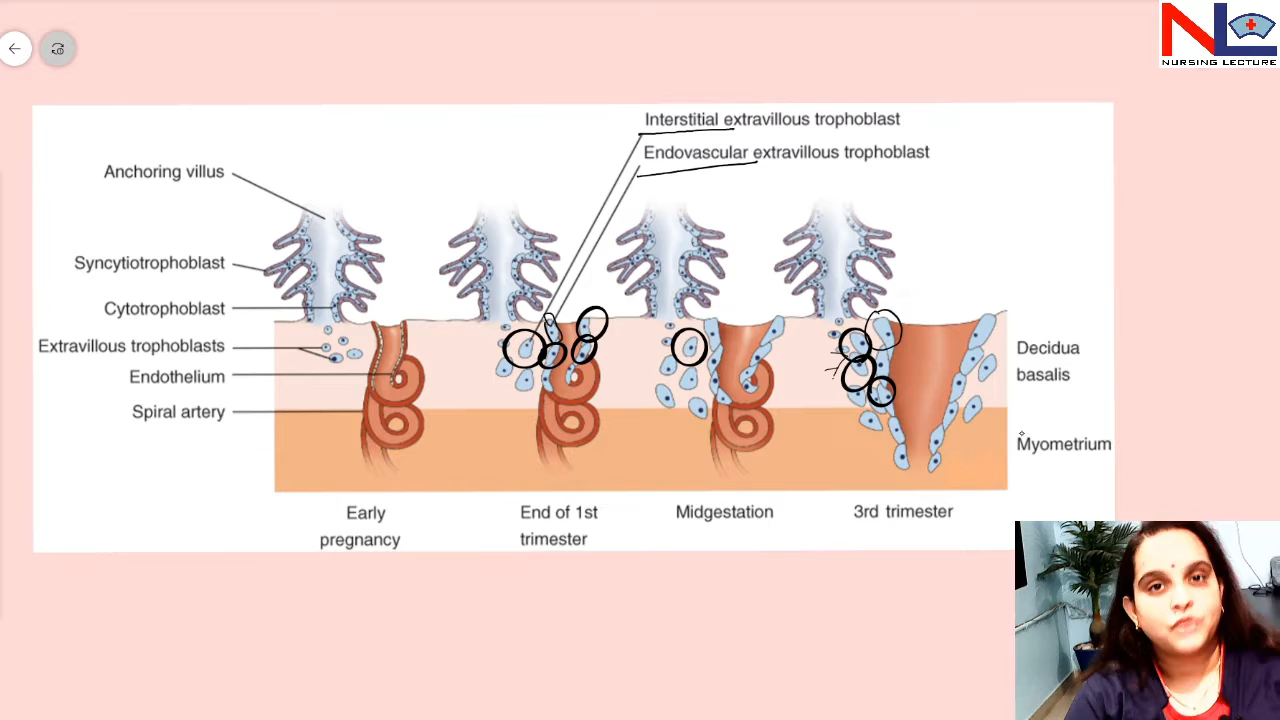 NL
NURSING LECTURE
Interstitial extravillous trophoblast
Endovascular extravillous trophoblast
Anchoring villus
Syncytiotrophoblast
Cytotrophoblast
Extravillous trophoblasts
Endothelium
Spiral artery
Decidua
basalis
Myometrium
Early
pregnancy
End of 1st
trimester
Midgestation
3rd trimester